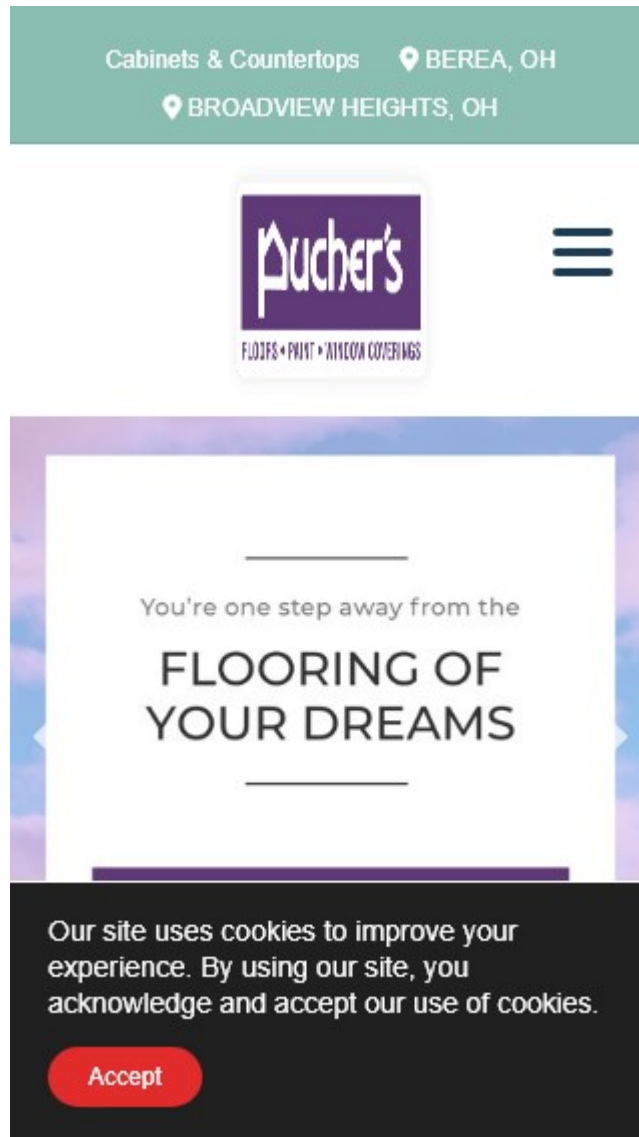 Cabinets & Countertops BEREA, OH
BROADVIEW HEIGHTS, OH
Pucher's
FLOORS • PAINT • WINDOW COVERINGS
You're one step away from the
FLOORING OF
YOUR DREAMS
Our site uses cookies to improve your
experience. By using our site, you
acknowledge and accept our use of cookies.
Accept